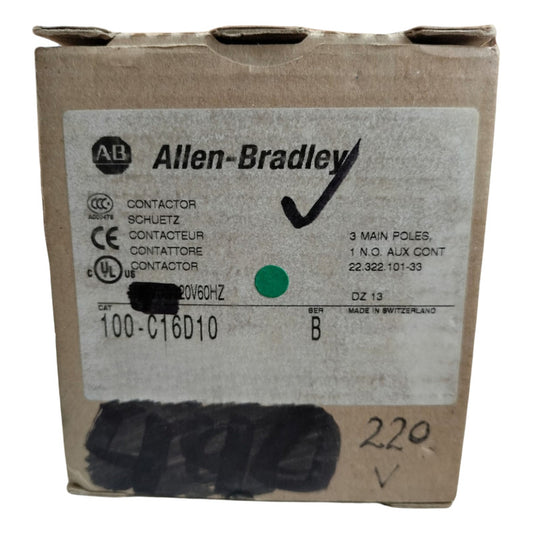 AB Allen-Bradley
CONTACTOR
SCHUETZ
CONTACTEUR
CONTATTORE
CONTACTOR
3 MAIN POLES,
1 N.O. AUX CONT
22.322.101-33
20V60HZ
DZ 13
CAT
SER
MADE IN SWITZERLAND
100-C16D10
B
220
V